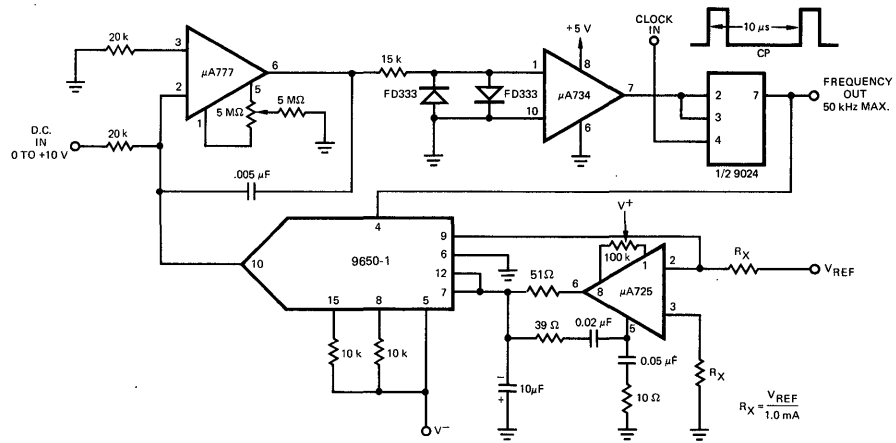 CLOCK
IN
10 µs
CP
+5 V
20 k
3
µA777
6
15 k
1
8
2
5
FD333
FD333
µA734
7
2
7
FREQUENCY
OUT
50 kHz MAX.
5 MΩ
5 MΩ
1
10
6
3
4
1/2 9024
D.C.
IN
0 TO +10 V
20 k
.005 µF
4
V+
9
100 k
1
2
RX
VREF
10
9650-1
6
12
7
51Ω
6
8
µA725
3
15
8
5
39 Ω
0.02 µF
5
0.05 µF
10 k
10 k
−
10µF
+
10 Ω
RX
RX = VREF
1.0 mA
V−